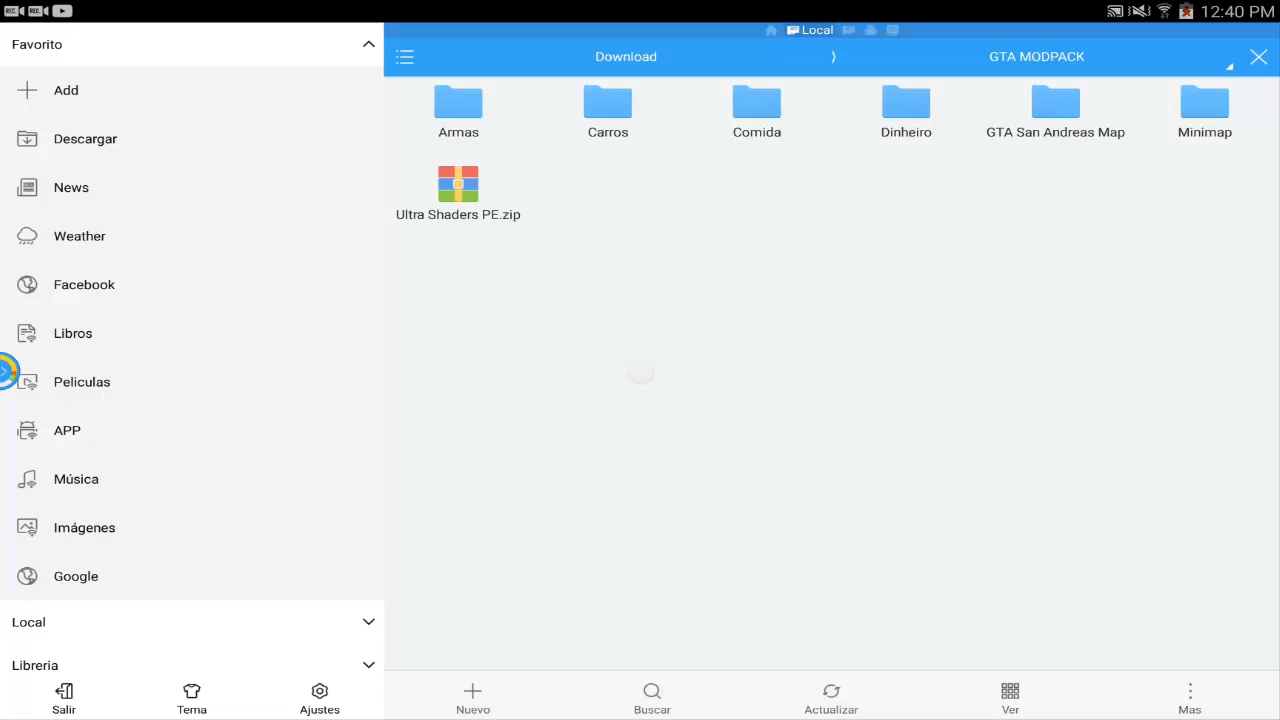 REC REC
12:40 PM
Favorito
Add
Descargar
News
Weather
Facebook
Libros
Peliculas
APP
Música
Imágenes
Google
Local
Libreria
Salir
Tema
Ajustes
Local
Download
GTA MODPACK
Armas
Carros
Comida
Dinheiro
GTA San Andreas Map
Minimap
Ultra Shaders PE.zip
Nuevo
Buscar
Actualizar
Ver
Mas